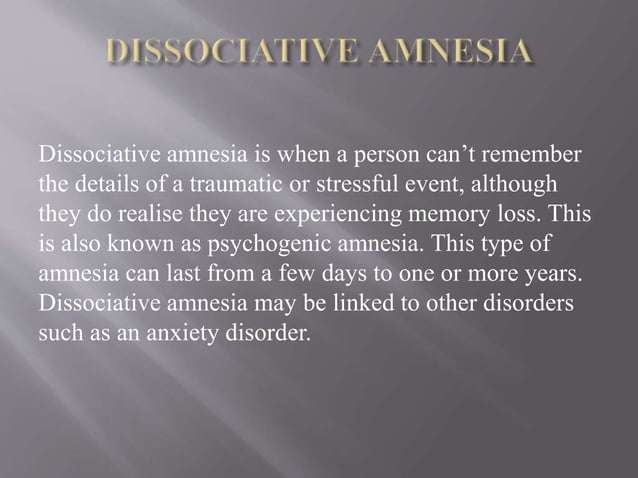 DISSOCIATIVE AMNESIA
Dissociative amnesia is when a person can’t remember
the details of a traumatic or stressful event, although
they do realise they are experiencing memory loss. This
is also known as psychogenic amnesia. This type of
amnesia can last from a few days to one or more years.
Dissociative amnesia may be linked to other disorders
such as an anxiety disorder.